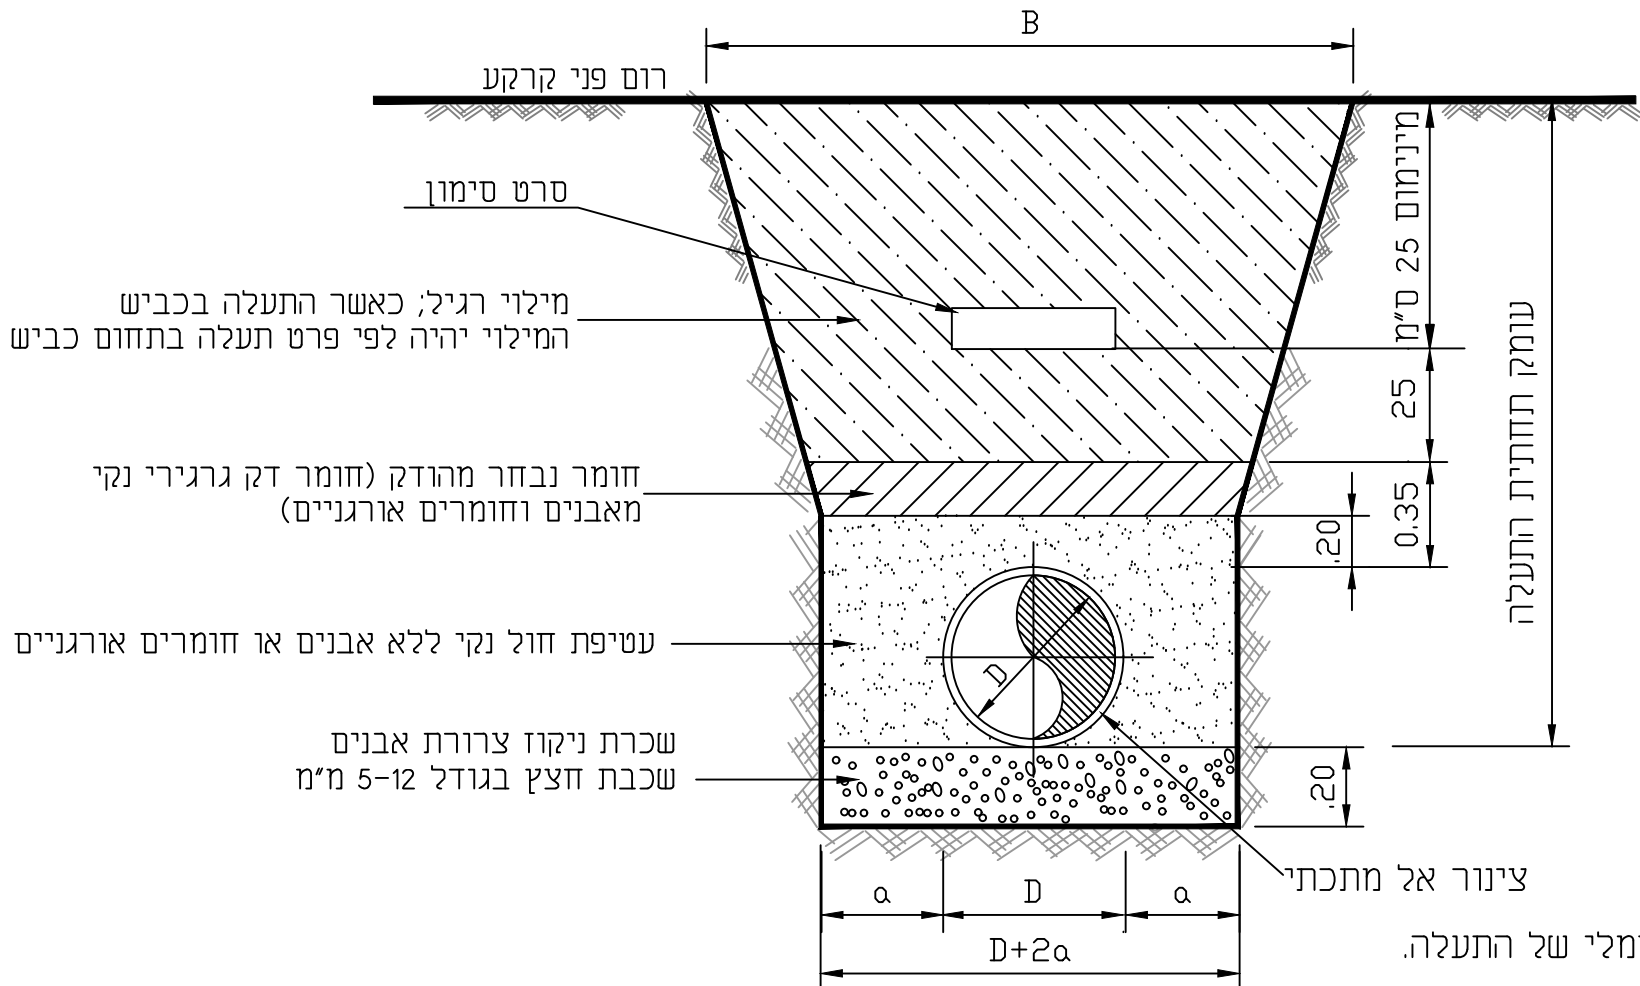 B
רום פני קרקע
סרט סימון
מינימום 25 ס"מ
מילוי רגיל; כאשר התעלה בכביש
המילוי יהיה לפי פרט תעלה בתחום כביש
עומק תחתית התעלה
25
חומר נבחר מהודק (חומר דק גרגירי נקי
מאבנים וחומרים אורגניים)
0.35
.20
עטיפת חול נקי ללא אבנים או חומרים אורגניים
D
שכרת ניקוז צרורת אבנים
שכבת חצץ בגודל 5-12 מ"מ
.20
צינור אל מתכתי
a D a
D+2a
של התעלה.